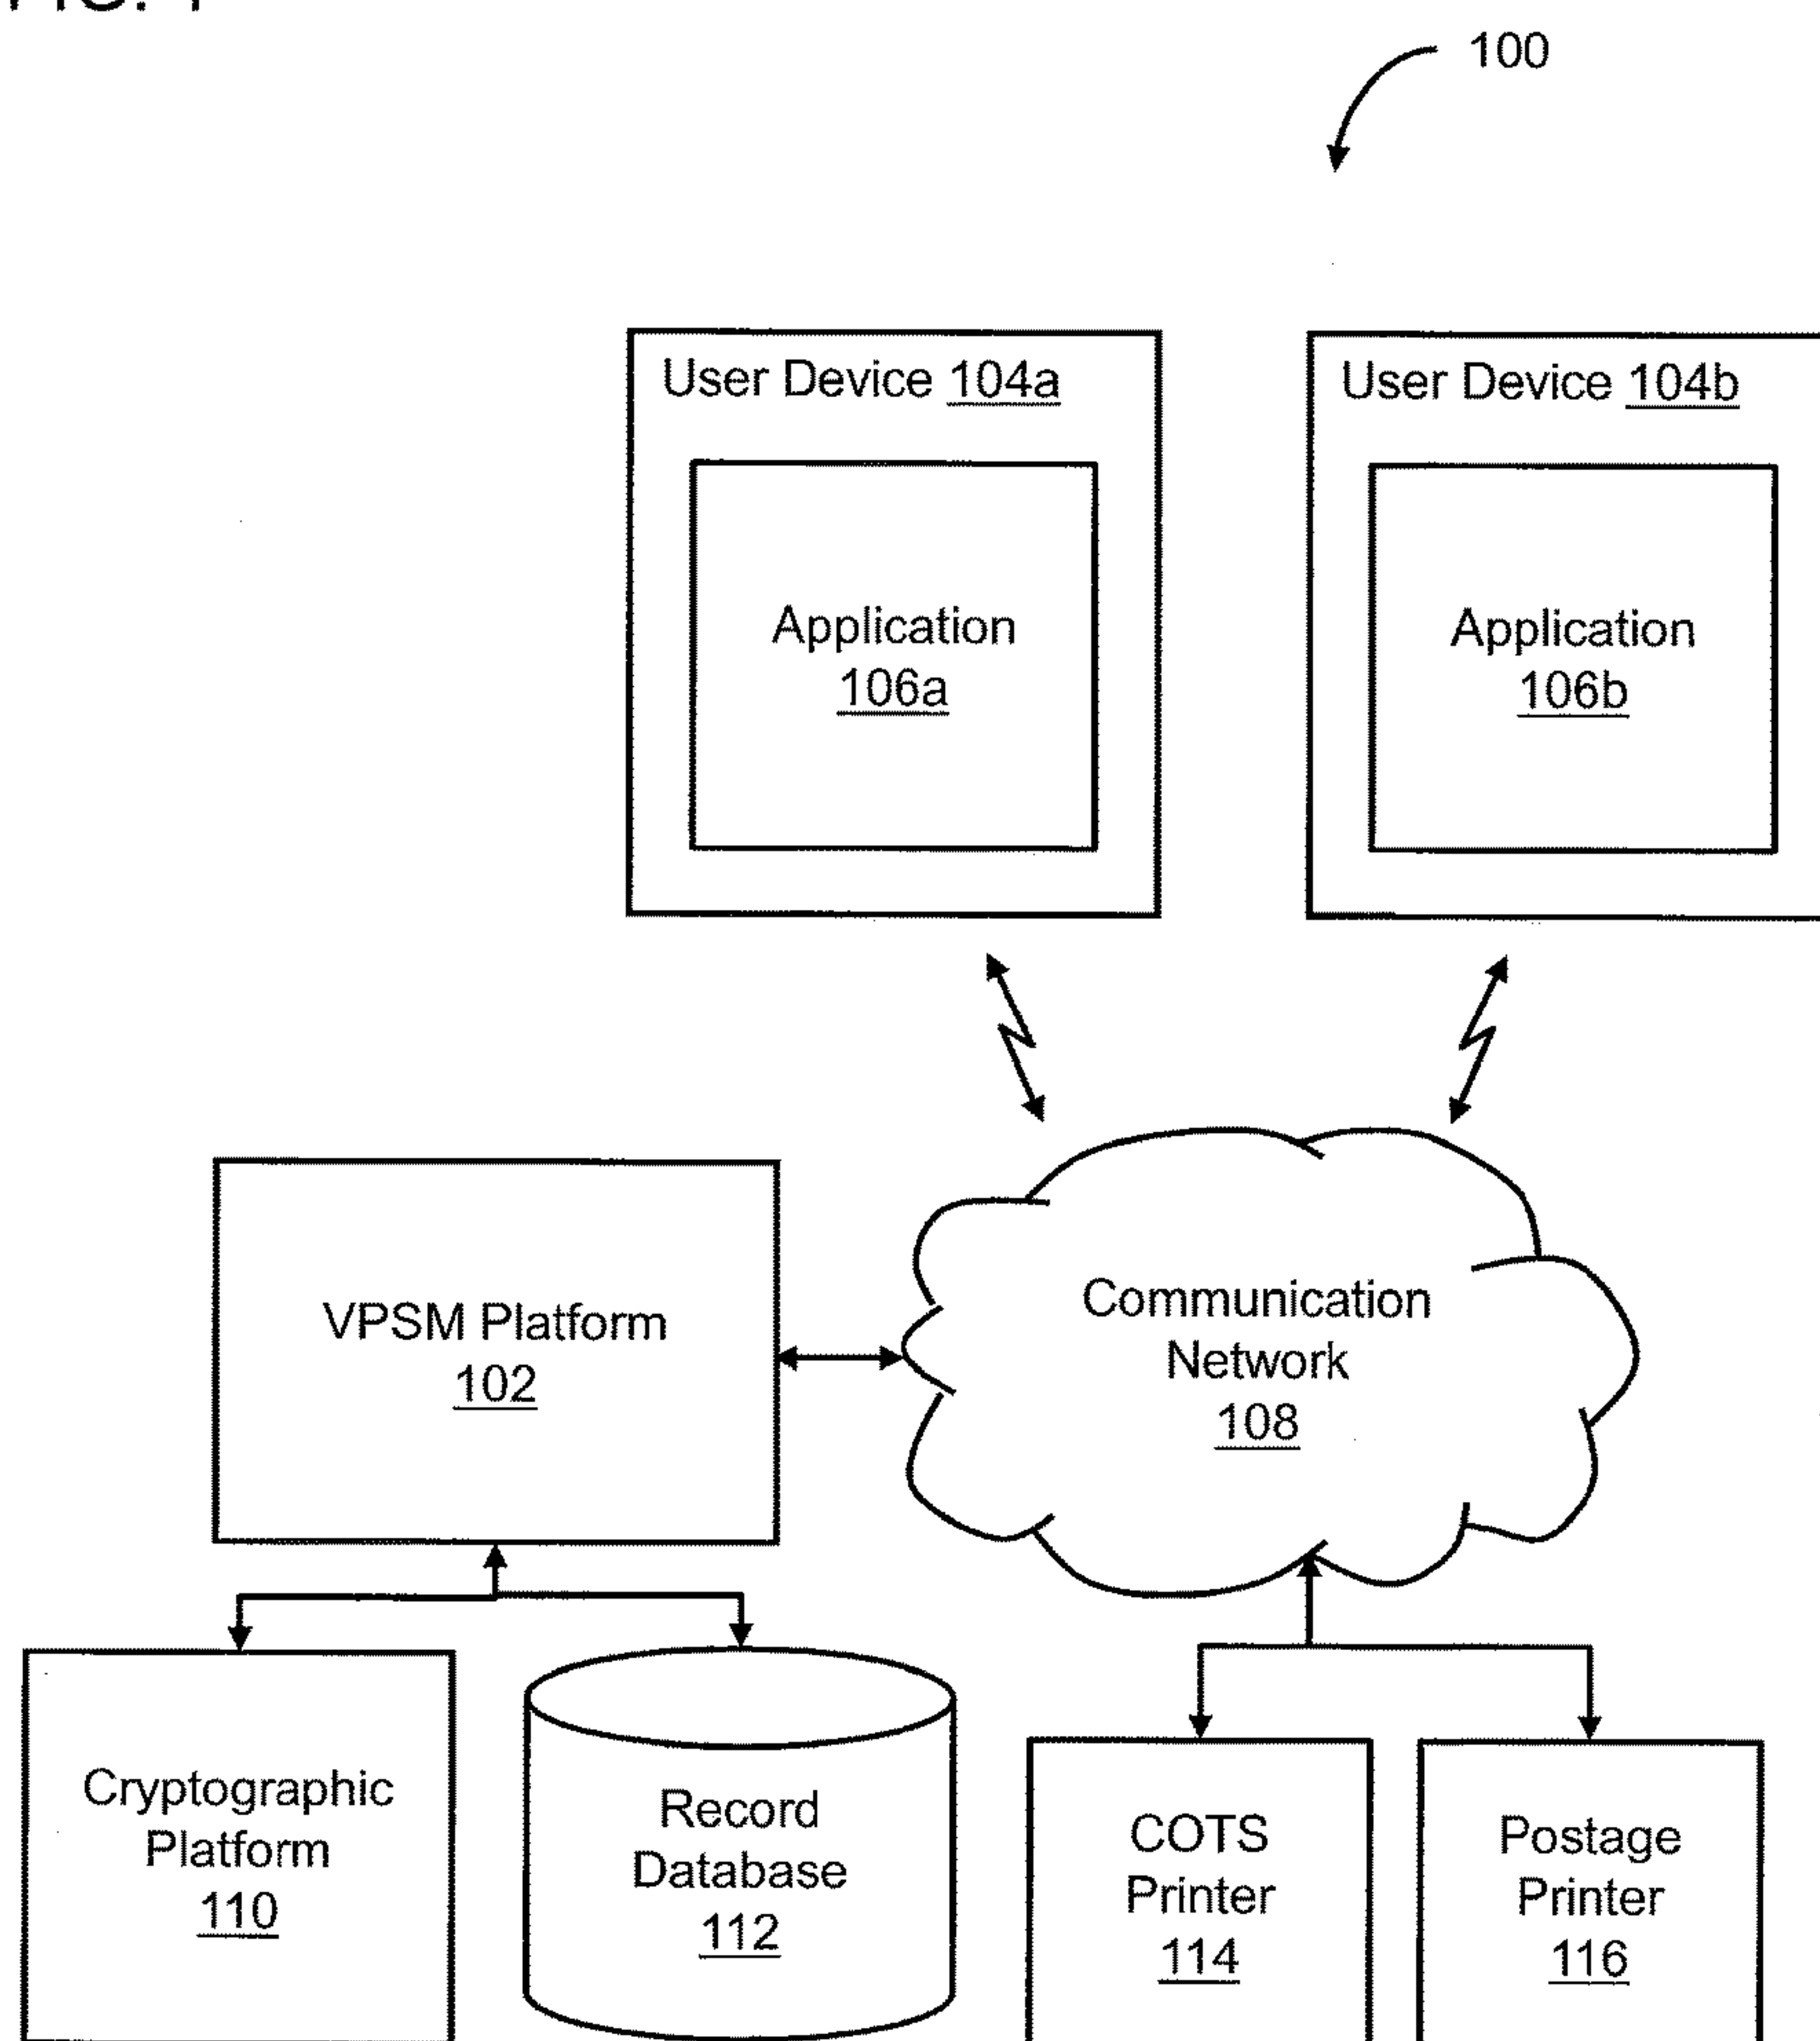 100
User Device 104a
User Device 104b
Application
106a
Application
106b
VPSM Platform
102
Communication
Network
108
Cryptographic
Platform
110
Record
Database
112
COTS
Printer
114
Postage
Printer
116